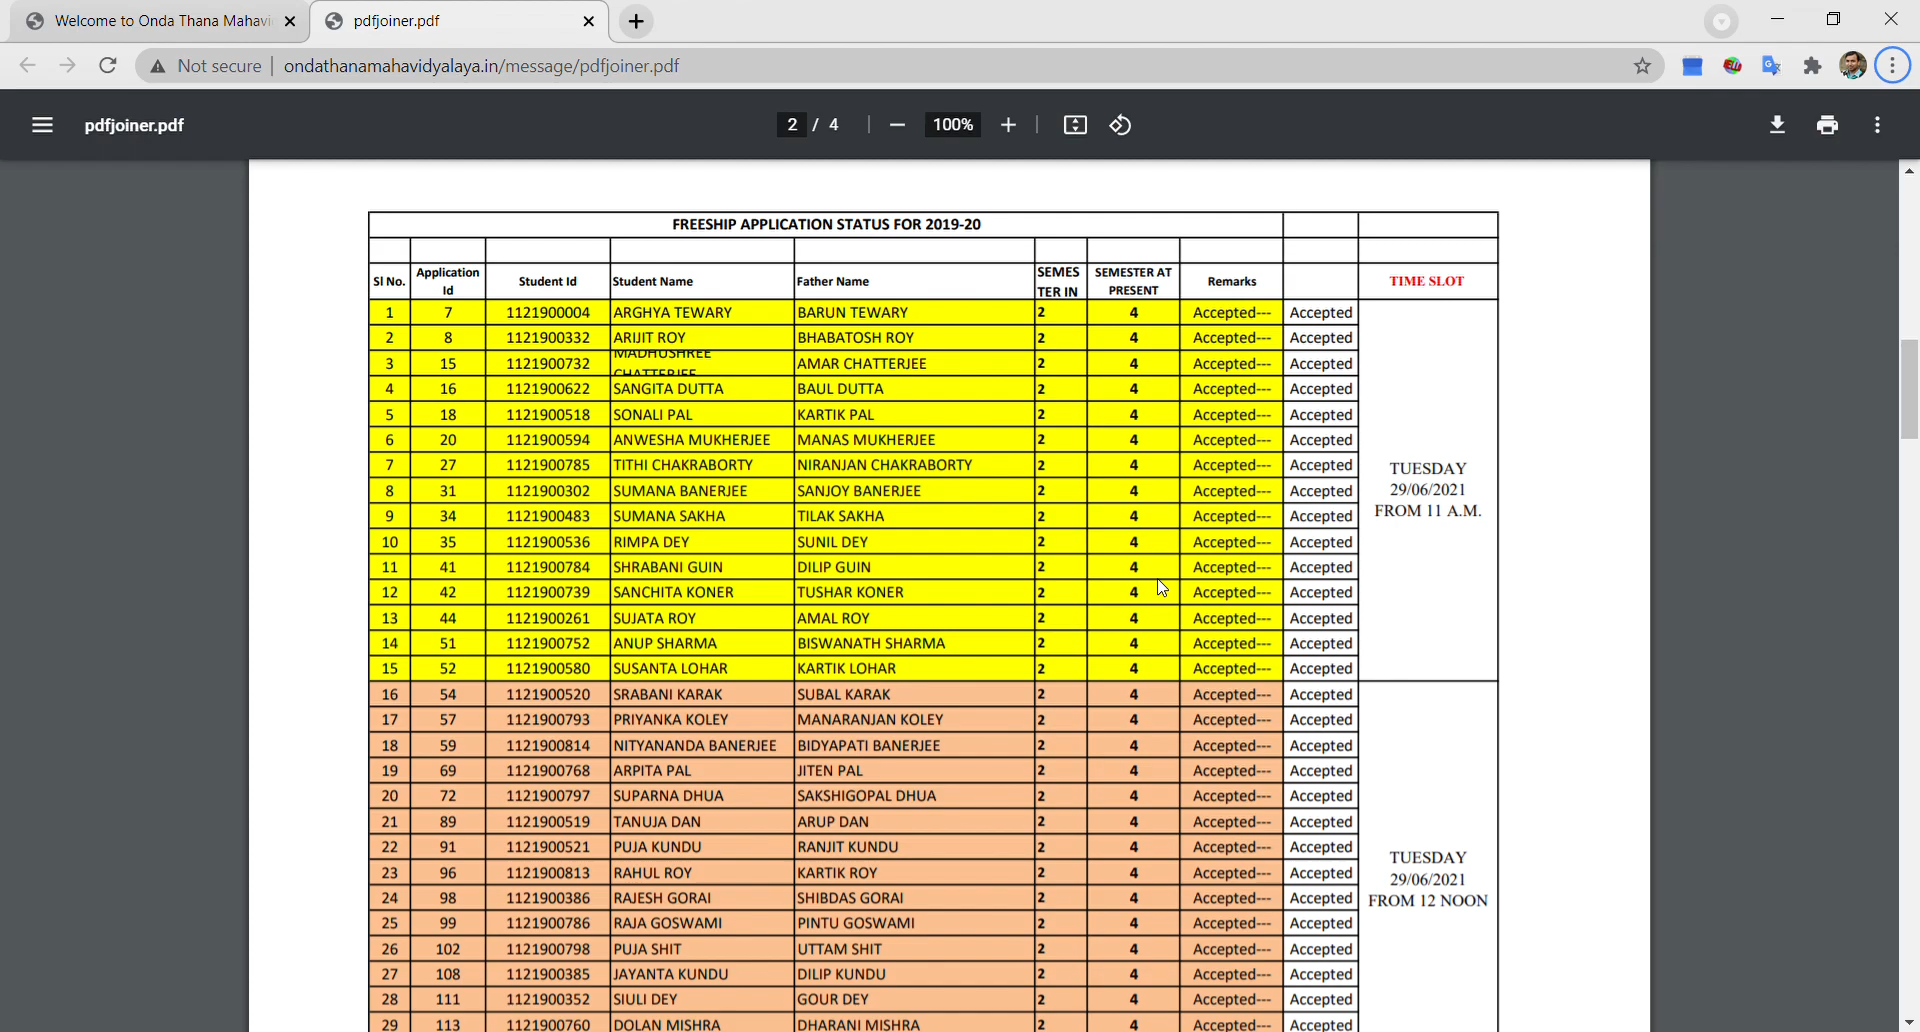 Welcome to Onda Thana Mahavi
pdfjoiner.pdf
Not secure ondathanamahavidyalaya.in/message/pdfjoiner.pdf
pdfjoiner.pdf
2 / 4
100%
FREESHIP APPLICATION STATUS FOR 2019-20
Sl No. Application Id Student Id Student Name Father Name SEMES TER IN SEMESTER AT PRESENT Remarks TIME SLOT
1 7 1121900004 ARGHYA TEWARY BARUN TEWARY 2 4 Accepted--- Accepted
2 8 1121900332 ARIJIT ROY BHABATOSH ROY 2 4 Accepted--- Accepted
3 15 1121900732 MADHUSHREE CHATTERJEE AMAR CHATTERJEE 2 4 Accepted--- Accepted
4 16 1121900622 SANGITA DUTTA BAUL DUTTA 2 4 Accepted--- Accepted
5 18 1121900518 SONALI PAL KARTIK PAL 2 4 Accepted--- Accepted
6 20 1121900594 ANWESHA MUKHERJEE MANAS MUKHERJEE 2 4 Accepted--- Accepted
7 27 1121900785 TITHI CHAKRABORTY NIRANJAN CHAKRABORTY 2 4 Accepted--- Accepted
8 31 1121900302 SUMANA BANERJEE SANJOY BANERJEE 2 4 Accepted--- Accepted
9 34 1121900483 SUMANA SAKHA TILAK SAKHA 2 4 Accepted--- Accepted
10 35 1121900536 RIMPA DEY SUNIL DEY 2 4 Accepted--- Accepted
11 41 1121900784 SHRABANI GUIN DILIP GUIN 2 4 Accepted--- Accepted
12 42 1121900739 SANCHITA KONER TUSHAR KONER 2 4 Accepted--- Accepted
13 44 1121900261 SUJATA ROY AMAL ROY 2 4 Accepted--- Accepted
14 51 1121900752 ANUP SHARMA BISWANATH SHARMA 2 4 Accepted--- Accepted
15 52 1121900580 SUSANTA LOHAR KARTIK LOHAR 2 4 Accepted--- Accepted
TUESDAY
29/06/2021
FROM 11 A.M.
16 54 1121900520 SRABANI KARAK SUBAL KARAK 2 4 Accepted--- Accepted
17 57 1121900793 PRIYANKA KOLEY MANARANJAN KOLEY 2 4 Accepted--- Accepted
18 59 1121900814 NITYANANDA BANERJEE BIDYAPATI BANERJEE 2 4 Accepted--- Accepted
19 69 1121900768 ARPITA PAL JITEN PAL 2 4 Accepted--- Accepted
20 72 1121900797 SUPARNA DHUA SAKSHIGOPAL DHUA 2 4 Accepted--- Accepted
21 89 1121900519 TANUJA DAN ARUP DAN 2 4 Accepted--- Accepted
22 91 1121900521 PUJA KUNDU RANJIT KUNDU 2 4 Accepted--- Accepted
23 96 1121900813 RAHUL ROY KARTIK ROY 2 4 Accepted--- Accepted
24 98 1121900386 RAJESH GORAI SHIBDAS GORAI 2 4 Accepted--- Accepted
25 99 1121900786 RAJA GOSWAMI PINTU GOSWAMI 2 4 Accepted--- Accepted
26 102 1121900798 PUJA SHIT UTTAM SHIT 2 4 Accepted--- Accepted
27 108 1121900385 JAYANTA KUNDU DILIP KUNDU 2 4 Accepted--- Accepted
28 111 1121900352 SIULI DEY GOUR DEY 2 4 Accepted--- Accepted
29 113 1121900760 DOLAN MISHRA DHARANI MISHRA 2 4 Accepted--- Accepted
TUESDAY
29/06/2021
FROM 12 NOON